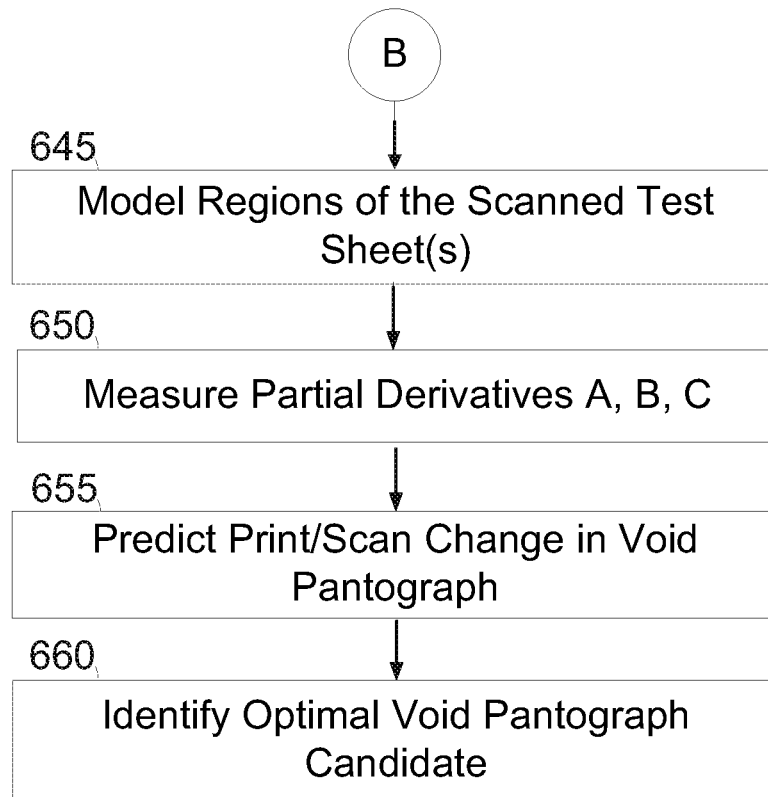 B
645
Model Regions of the Scanned Test
Sheet(s)
650
Measure Partial Derivatives A, B, C
655
Predict Print/Scan Change in Void
Pantograph
660
Identify Optimal Void Pantograph
Candidate